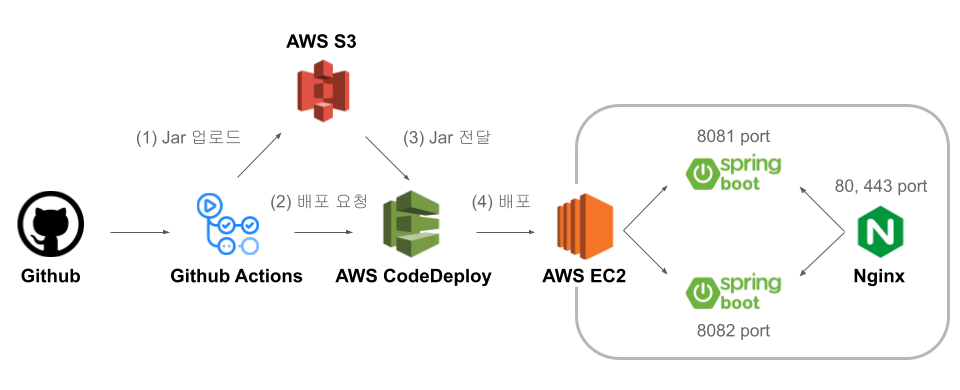 AWS S3
(1) Jar 업로드
(3) Jar 전달
8081 port
spring
boot
(2) 배포 요청
(4) 배포
80, 443 port
N
Github
Github Actions
AWS CodeDeploy
AWS EC2
Nginx
spring
boot
8082 port